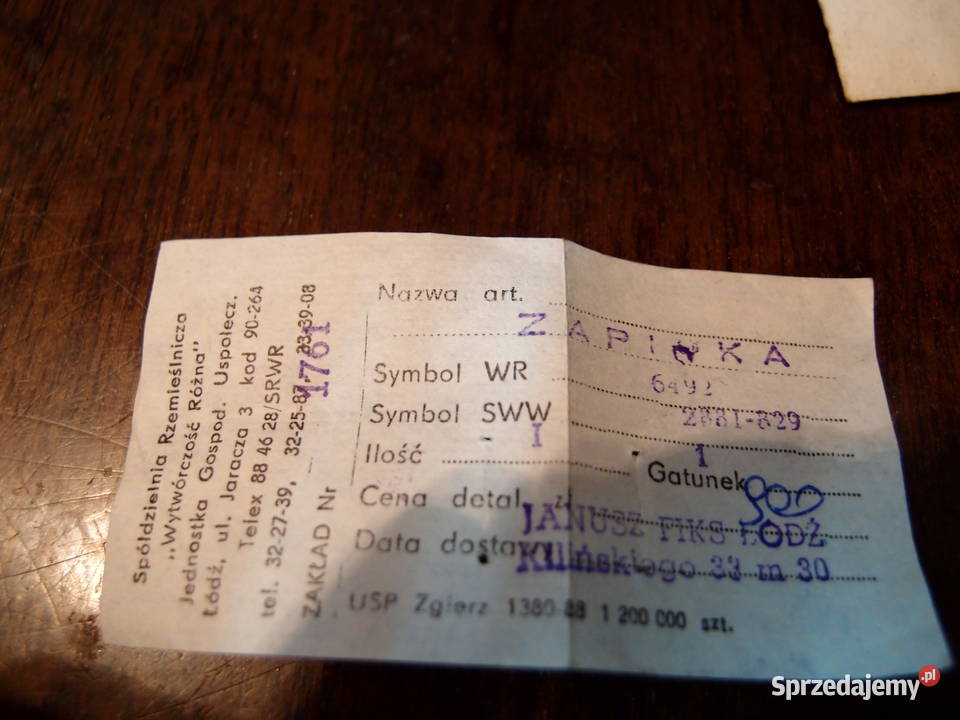 Spółdzielnia Rzemieślnicza
„Wytwórczość Różna"
Jednostka Gospod. Uspołecz.
Łódź, ul. Jaracza 3 kod 90-264
Telex 88 46 28/SRWR
tel. 32-27-39, 32-25-87, 33-39-08
ZAKŁAD Nr 1761
Nazwa art.
ZAPINKA
Symbol WR 6492
Symbol SWW 2881-829
Ilość I Gatunek 1
Cena detal. zł 900
Data dostawy
JANUSZ FIKS ŁÓDŹ
Kilińskiego 33 m 30
USP Zgierz 1380-88 1 200 000 szt.
Sprzedajemy.pl